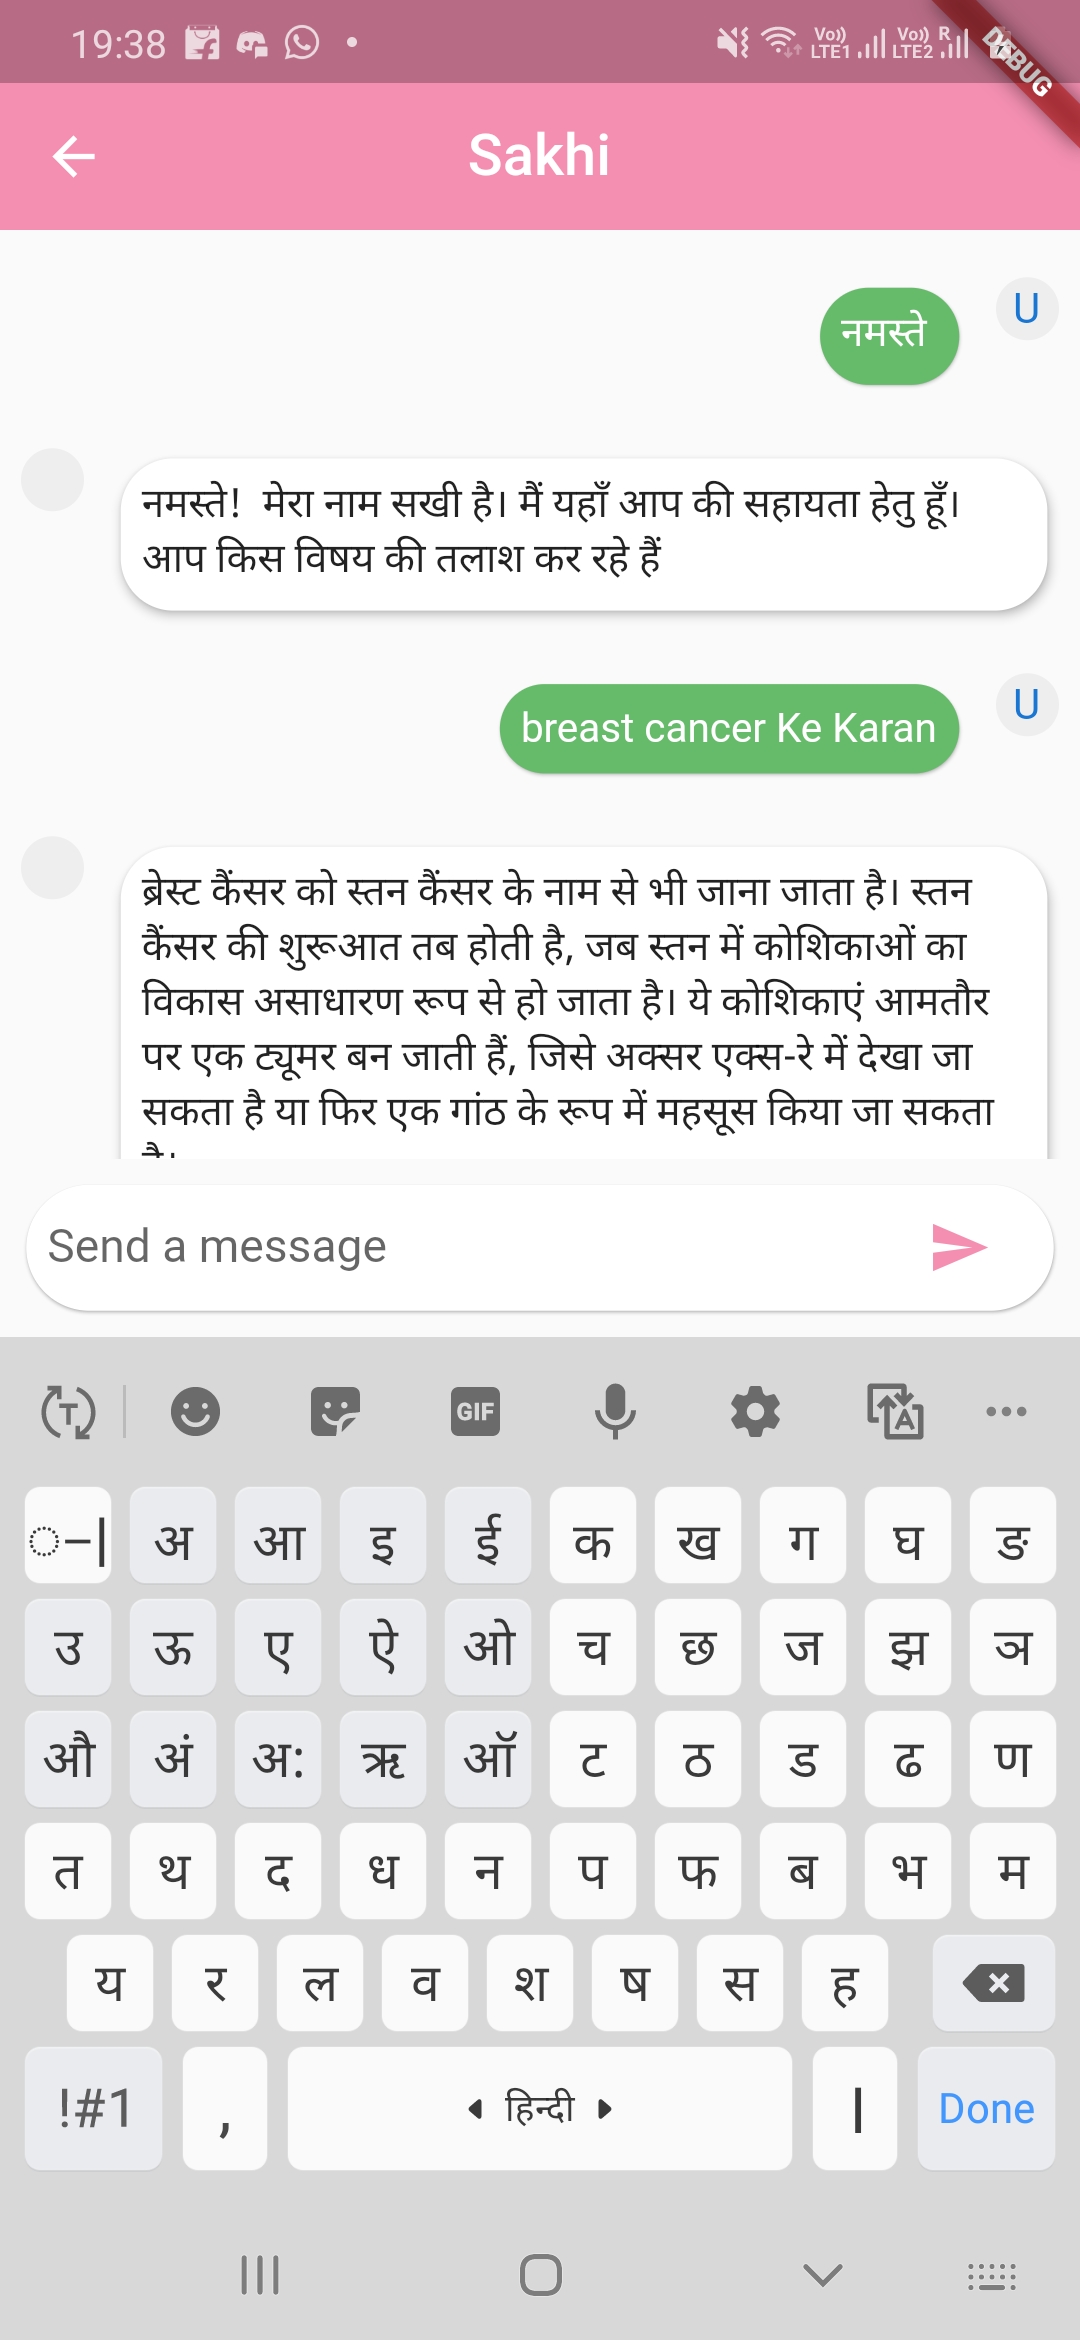 19:38
Vo)) LTE1 Vo)) R LTE2
DEBUG
Sakhi
नमस्ते
U
नमस्ते! मेरा नाम सखी है। मैं यहाँ आप की सहायता हेतु हूँ।
आप किस विषय की तलाश कर रहे हैं
breast cancer Ke Karan
U
ब्रेस्ट कैंसर को स्तन कैंसर के नाम से भी जाना जाता है। स्तन
कैंसर की शुरूआत तब होती है, जब स्तन में कोशिकाओं का
विकास असाधारण रूप से हो जाता है। ये कोशिकाएं आमतौर
पर एक ट्यूमर बन जाती हैं, जिसे अक्सर एक्स-रे में देखा जा
सकता है या फिर एक गांठ के रूप में महसूस किया जा सकता
Send a message
T GIF A
अ आ इ ई क ख ग घ ङ
उ ऊ ए ऐ ओ च छ ज झ ञ
औ अं अ: ऋ ऑ ट ठ ड ढ ण
त थ द ध न प फ ब भ म
य र ल व श ष स ह
!#1 , हिन्दी | Done